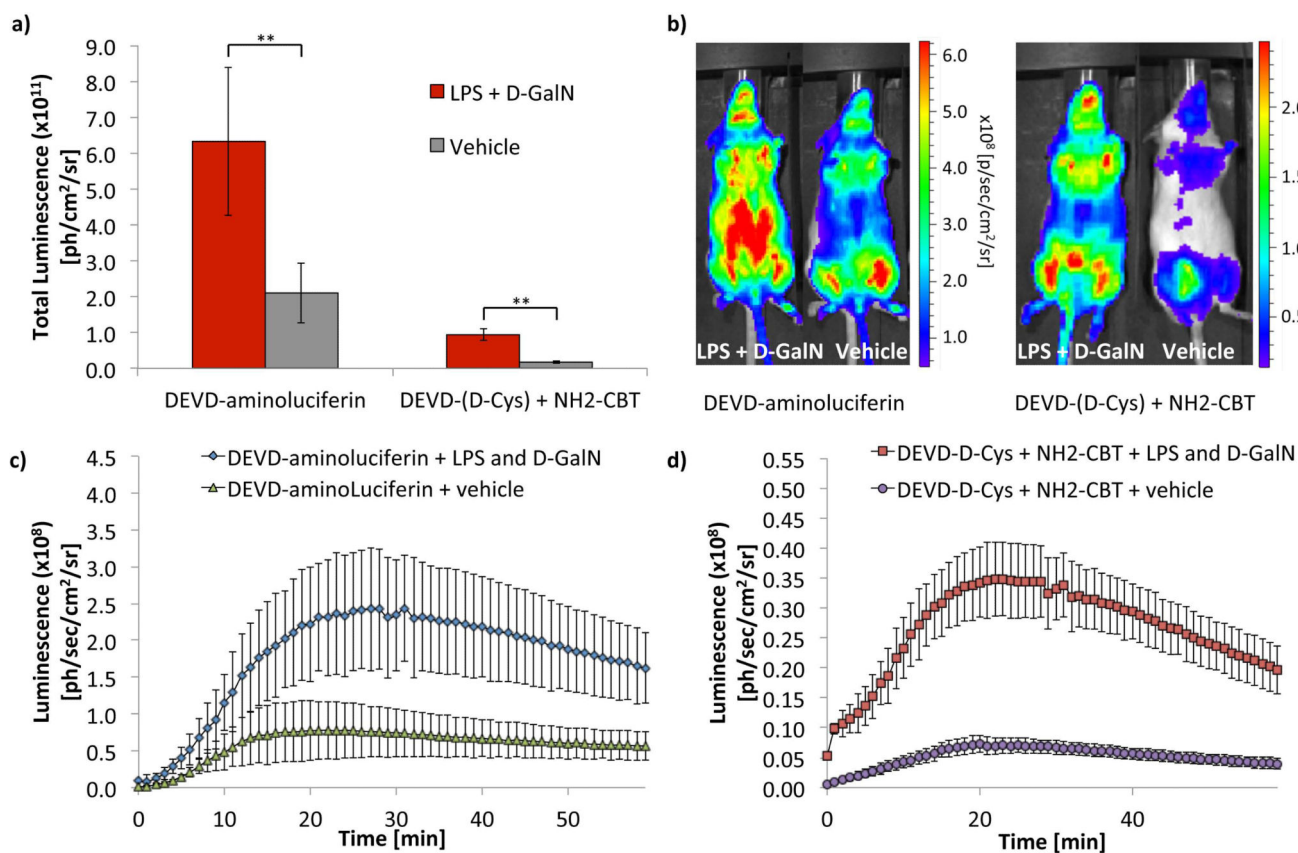 a)
**
**
9.0
8.0
7.0
6.0
5.0
4.0
3.0
2.0
1.0
0.0
Total Luminescence (x10¹¹)
[ph/cm²/sr]
LPS + D-GalN
Vehicle
DEVD-aminoluciferin
DEVD-(D-Cys) + NH2-CBT
b)
LPS + D-GalN
Vehicle
6.0
5.0
4.0
3.0
2.0
1.0
x10⁸ [p/sec/cm²/sr]
DEVD-aminoluciferin
LPS + D-GalN
Vehicle
2.0
1.5
1.0
0.5
DEVD-(D-Cys) + NH2-CBT
c)
DEVD-aminoluciferin + LPS and D-GalN
DEVD-aminoLuciferin + vehicle
4.5
4.0
3.5
3.0
2.5
2.0
1.5
1.0
0.5
0.0
Luminescence (x10⁸)
[ph/sec/cm²/sr]
0
10
20
30
40
50
Time [min]
d)
DEVD-D-Cys + NH2-CBT + LPS and D-GalN
DEVD-D-Cys + NH2-CBT + vehicle
0.55
0.50
0.45
0.40
0.35
0.30
0.25
0.20
0.15
0.10
0.05
0.00
Luminescence (x10⁸)
[ph/sec/cm²/sr]
0
20
40
Time [min]